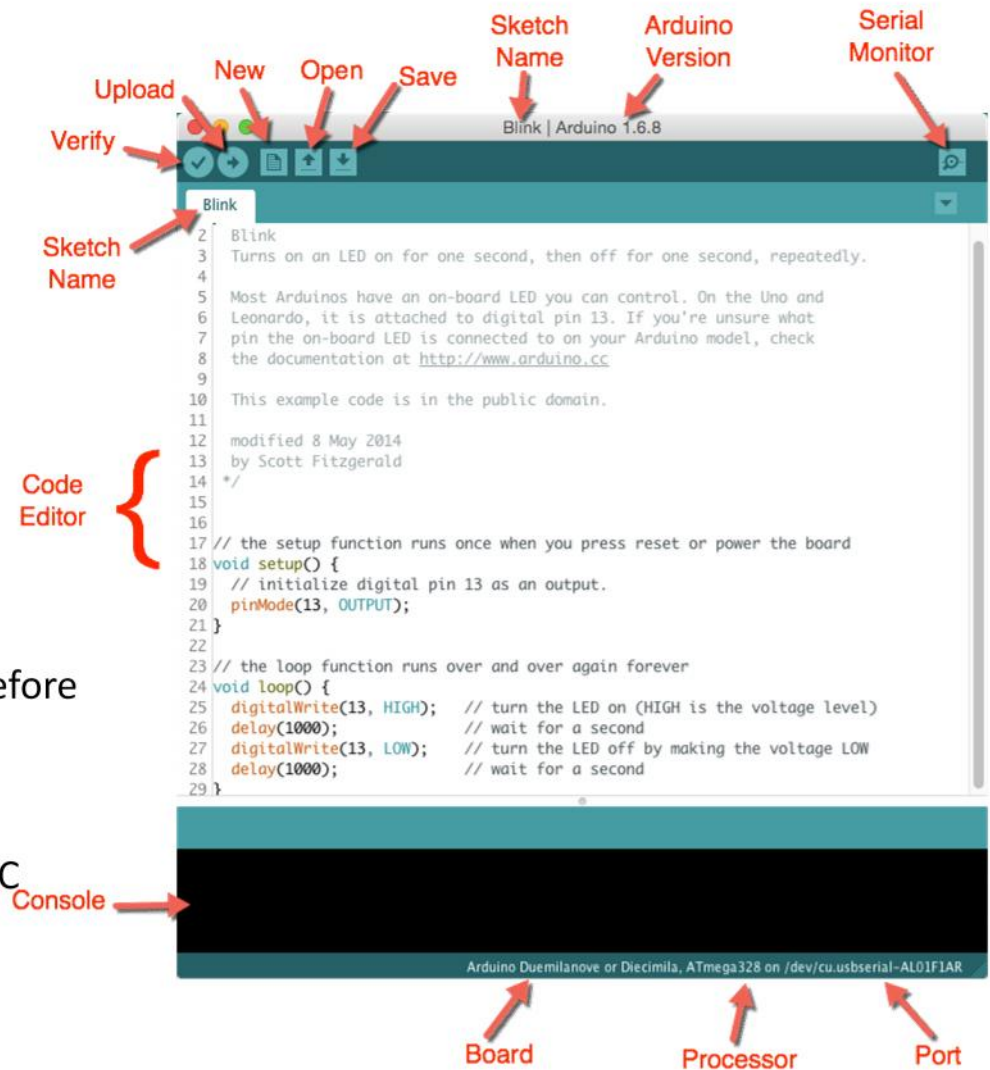 Sketch
Name
Arduino
Version
Serial
Monitor
New
Open
Save
Upload
Verify
Blink | Arduino 1.6.8
Blink
Sketch
Name
2 Blink
3 Turns on an LED on for one second, then off for one second, repeatedly.
4
5 Most Arduinos have an on-board LED you can control. On the Uno and
6 Leonardo, it is attached to digital pin 13. If you're unsure what
7 pin the on-board LED is connected to on your Arduino model, check
8 the documentation at http://www.arduino.cc
9
10 This example code is in the public domain.
11
12 modified 8 May 2014
13 by Scott Fitzgerald
14 */
15
16
17 // the setup function runs once when you press reset or power the board
18 void setup() {
19 // initialize digital pin 13 as an output.
20 pinMode(13, OUTPUT);
21 }
22
23 // the loop function runs over and over again forever
24 void loop() {
25 digitalWrite(13, HIGH); // turn the LED on (HIGH is the voltage level)
26 delay(1000); // wait for a second
27 digitalWrite(13, LOW); // turn the LED off by making the voltage LOW
28 delay(1000); // wait for a second
29 }
Code
Editor
{
efore
C
Console
Arduino Duemilanove or Diecimila, ATmega328 on /dev/cu.usbserial-AL01F1AR
Board
Processor
Port